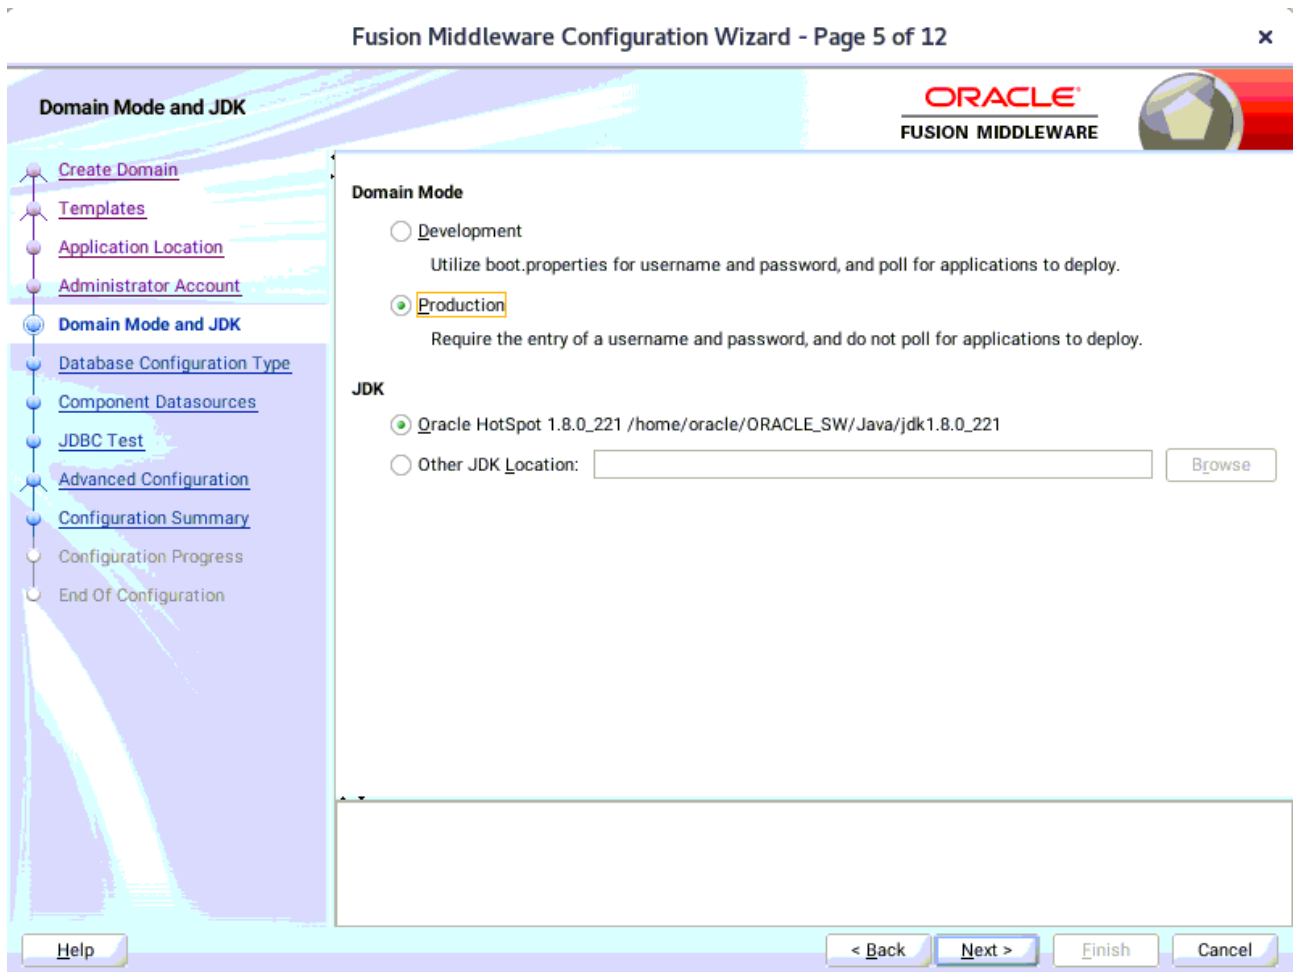 Fusion Middleware Configuration Wizard - Page 5 of 12
Domain Mode and JDK
ORACLE
FUSION MIDDLEWARE
Create Domain
Templates
Application Location
Administrator Account
Domain Mode and JDK
Database Configuration Type
Component Datasources
JDBC Test
Advanced Configuration
Configuration Summary
Configuration Progress
End Of Configuration
Domain Mode
Development
Utilize boot.properties for username and password, and poll for applications to deploy.
Production
Require the entry of a username and password, and do not poll for applications to deploy.
JDK
Oracle HotSpot 1.8.0_221 /home/oracle/ORACLE_SW/Java/jdk1.8.0_221
Other JDK Location:
Browse
Help
< Back
Next >
Finish
Cancel